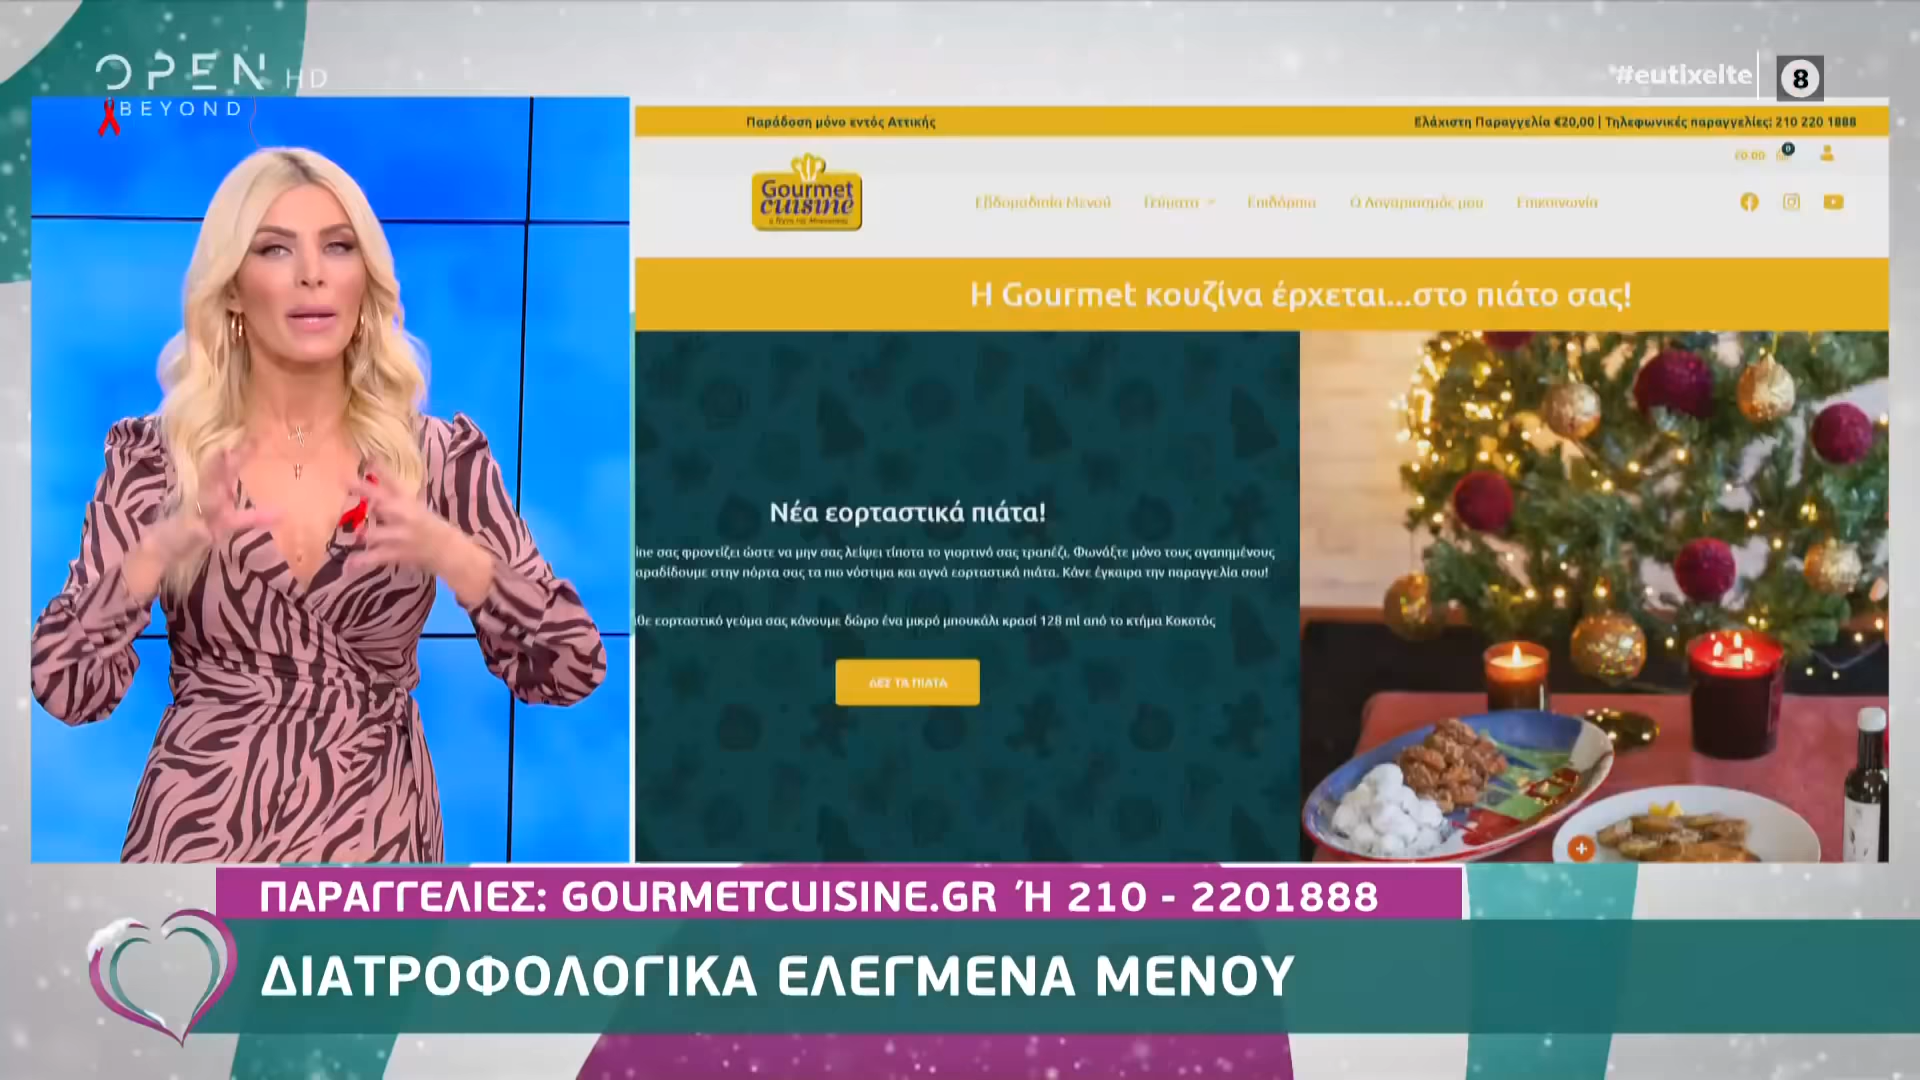 OPEN HD
BEYOND
#eutixeite
8
Παράδοση μόνο εντός Αττικής
Ελάχιστη Παραγγελία €20,00 | Τηλεφωνικές παραγγελίες: 210 220 1888
€0.00
0
Gourmet
cuisine
Εβδομαδιαία Μενού Γεύματα Επιδόρπια Ο Λογαριασμός μου Επικοινωνία
Η Gourmet κουζίνα έρχεται...στο πιάτο σας!
Νέα εορταστικά πιάτα!
ine σας φροντίζει ώστε να μην σας λείψει τίποτα το γιορτινό σας τραπέζι. Φωνάξτε μόνο τους αγαπημένους
αραδίδουμε στην πόρτα σας τα πιο νόστιμα και αγνά εορταστικά πιάτα. Κάνε έγκαιρα την παραγγελία σου!
άθε εορταστικό γεύμα σας κάνουμε δώρο ένα μικρό μπουκάλι κρασί 128 ml από το κτήμα Κοκοτός
ΔΕΣ ΤΑ ΠΙΑΤΑ
ΠΑΡΑΓΓΕΛΙΕΣ: GOURMETCUISINE.GR Ή 210 - 2201888
ΔΙΑΤΡΟΦΟΛΟΓΙΚΑ ΕΛΕΓΜΕΝΑ ΜΕΝΟΥ